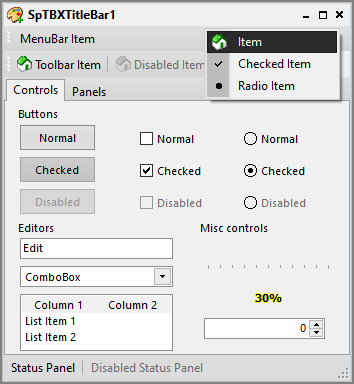 SpTBXTitleBar1
MenuBar Item
Item
Checked Item
Radio Item
Toolbar Item
Disabled Item
Controls
Panels
Buttons
Normal
Normal
Normal
Checked
Checked
Checked
Disabled
Disabled
Disabled
Editors
Misc controls
Edit
ComboBox
30%
Column 1
Column 2
List Item 1
List Item 2
0
Status Panel
Disabled Status Panel